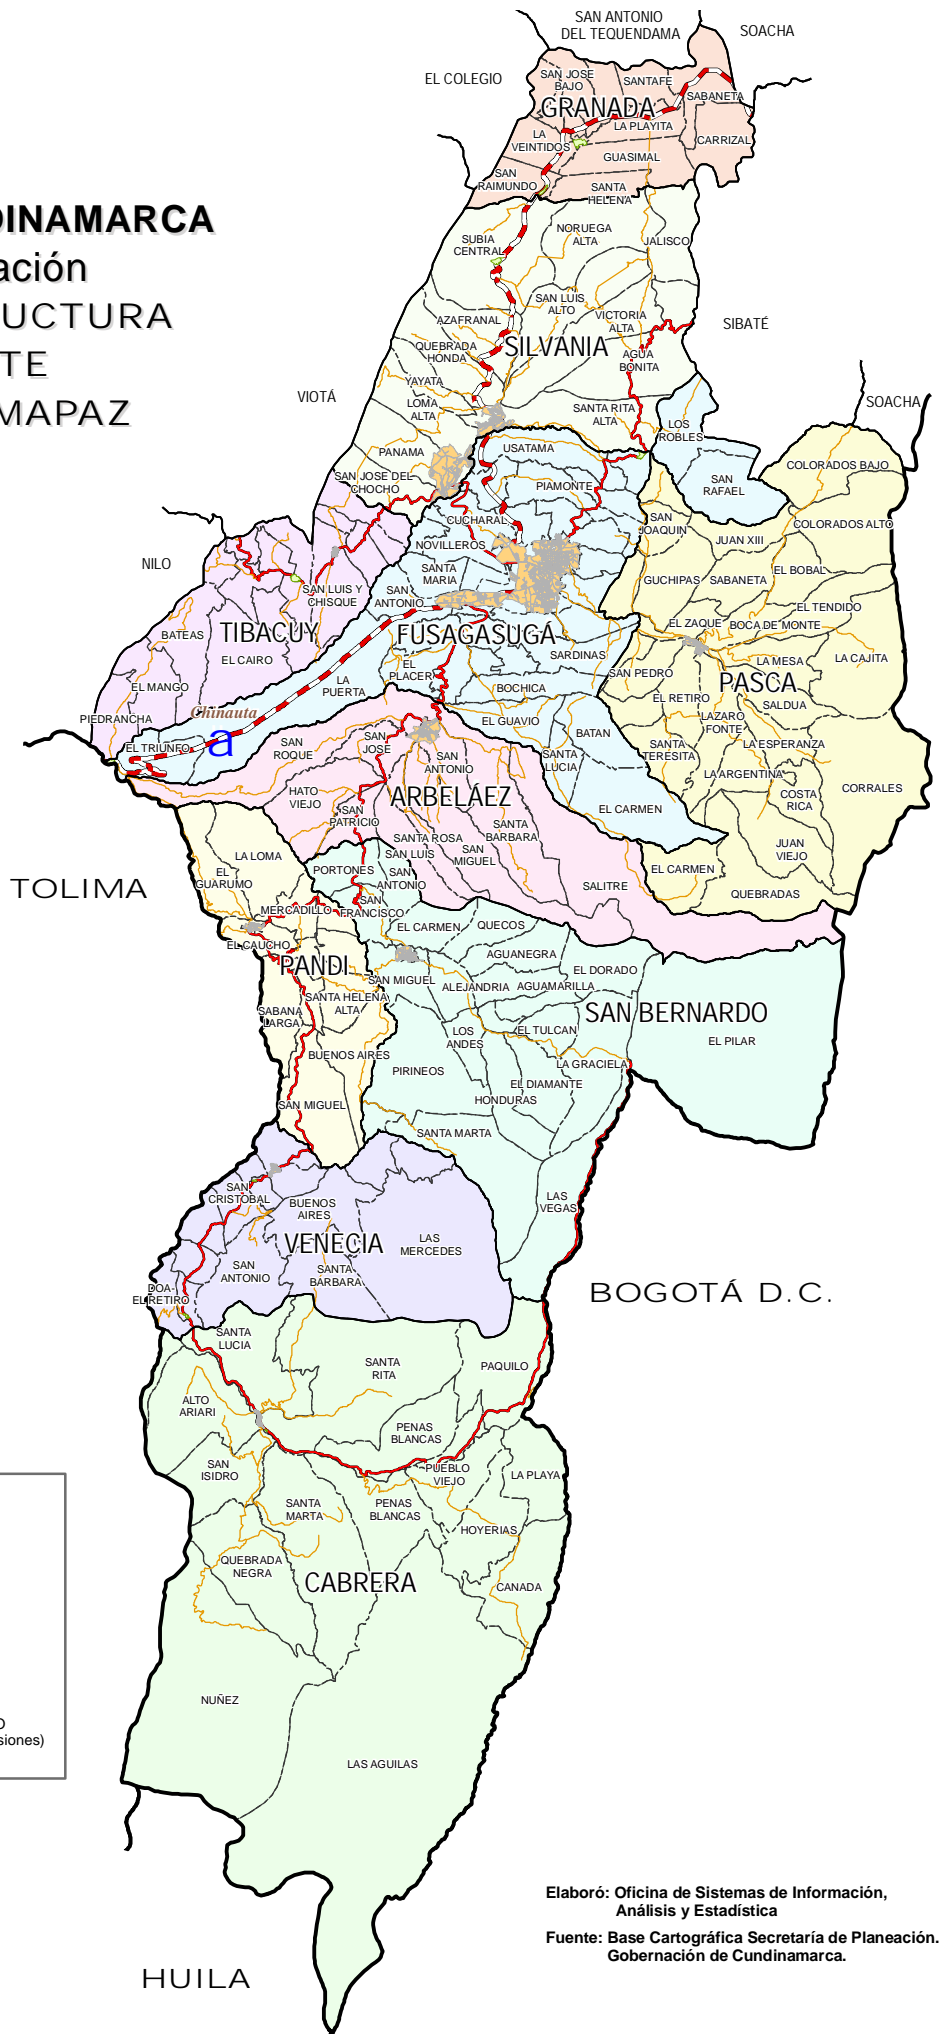 SAN ANTONIO
DEL TEQUENDAMA
SOACHA
EL COLEGIO
SAN JOSE
BAJO
SANTAFE
SABANETA
GRANADA
LA PLAYITA
LA
VEINTIDOS
CARRIZAL
GUASIMAL
SAN
RAIMUNDO
SANTA
HELENA
DINAMARCA
ación
UCTURA
TE
MAPAZ
SUBIA
CENTRAL
NORUEGA
ALTA
JALISCO
SAN LUIS
ALTO
AZAFRANAL
VICTORIA
ALTA
SIBATÉ
QUEBRADA
HONDA
SILVANIA
AGUA
BONITA
YAYATA
VIOTÁ
LOMA
ALTA
SANTA RITA
ALTA
SOACHA
LOS
ROBLES
PANAMA
USATAMA
COLORADOS BAJO
SAN JOSE DEL
CHOCHO
PIAMONTE
SAN
RAFAEL
CUCHARAL
SAN
JOAQUIN
COLORADOS ALTO
JUAN XIII
NOVILLEROS
NILO
SANTA
MARIA
GUCHIPAS
SABANETA
EL BOBAL
SAN LUIS Y
CHISQUE
SAN
ANTONIO
EL TENDIDO
EL ZAQUE
BOCA DE MONTE
BATEAS
TIBACUY
FUSAGASUGÁ
EL CAIRO
SARDINAS
LA MESA
LA CAJITA
EL
PLACER
SAN PEDRO
PASCA
EL MANGO
LA
PUERTA
BOCHICA
EL RETIRO
SALDUA
PIEDRANCHA
Chinauta
EL GUAVIO
LAZARO
FONTE
BATAN
a
EL TRIUNFO
SAN
ROQUE
SAN
JOSE
SAN
ANTONIO
SANTA
LUCIA
SANTA
TERESITA
LA ESPERANZA
LA ARGENTINA
HATO
VIEJO
ARBELÁEZ
COSTA
RICA
CORRALES
SAN
PATRICIO
EL CARMEN
SANTA ROSA
SANTA
BARBARA
JUAN
VIEJO
LA LOMA
SAN LUIS
SAN
MIGUEL
EL
GUARUMO
PORTONES
SAN
ANTONIO
EL CARMEN
TOLIMA
SALITRE
QUEBRADAS
MERCADILLO
SAN
FRANCISCO
EL CARMEN
QUECOS
EL CAUCHO
AGUANEGRA
PANDI
EL DORADO
SAN MIGUEL
ALEJANDRIA
AGUAMARILLA
SANTA HELENA
ALTA
SABANA
LARGA
SAN BERNARDO
LOS
ANDES
EL TULCAN
EL PILAR
BUENOS AIRES
LA GRACIELA
PIRINEOS
EL DIAMANTE
HONDURAS
SAN MIGUEL
SANTA MARTA
SAN
CRISTOBAL
LAS
VEGAS
BUENOS
AIRES
LAS
MERCEDES
VENECIA
SAN
ANTONIO
SANTA
BARBARA
DOA-
EL RETIRO
BOGOTÁ D.C.
SANTA
LUCIA
SANTA
RITA
PAQUILO
ALTO
ARIARI
PENAS
BLANCAS
SAN
ISIDRO
PUEBLO
VIEJO
LA PLAYA
SANTA
MARTA
PENAS
BLANCAS
HOYERIAS
QUEBRADA
NEGRA
CABRERA
CANADA
NUÑEZ
O
siones)
LAS AGUILAS
Elaboró: Oficina de Sistemas de Información,
Análisis y Estadística
Fuente: Base Cartográfica Secretaría de Planeación.
Gobernación de Cundinamarca.
HUILA